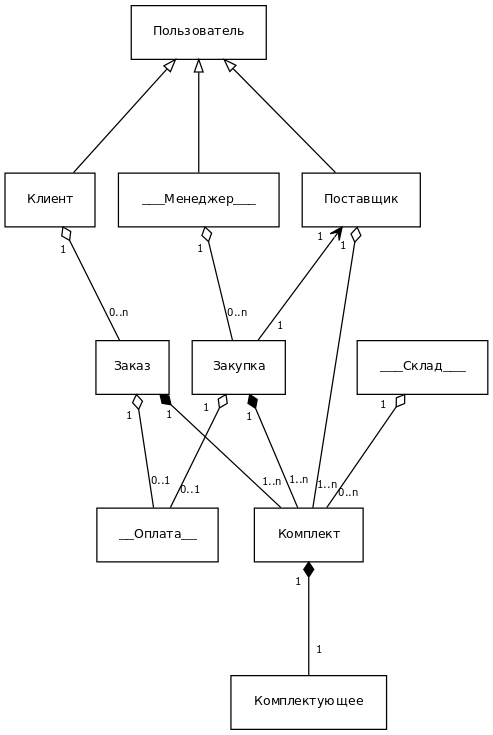 Пользователь
Клиент
___Менеджер___
Поставщик
1
1
1
1
0..n
0..n
1
Заказ
Закупка
___Склад___
1
1
1
1
1
0..1
0..1
1..n
1..n
1..n
0..n
__Оплата__
Комплект
1
1
Комплектующее